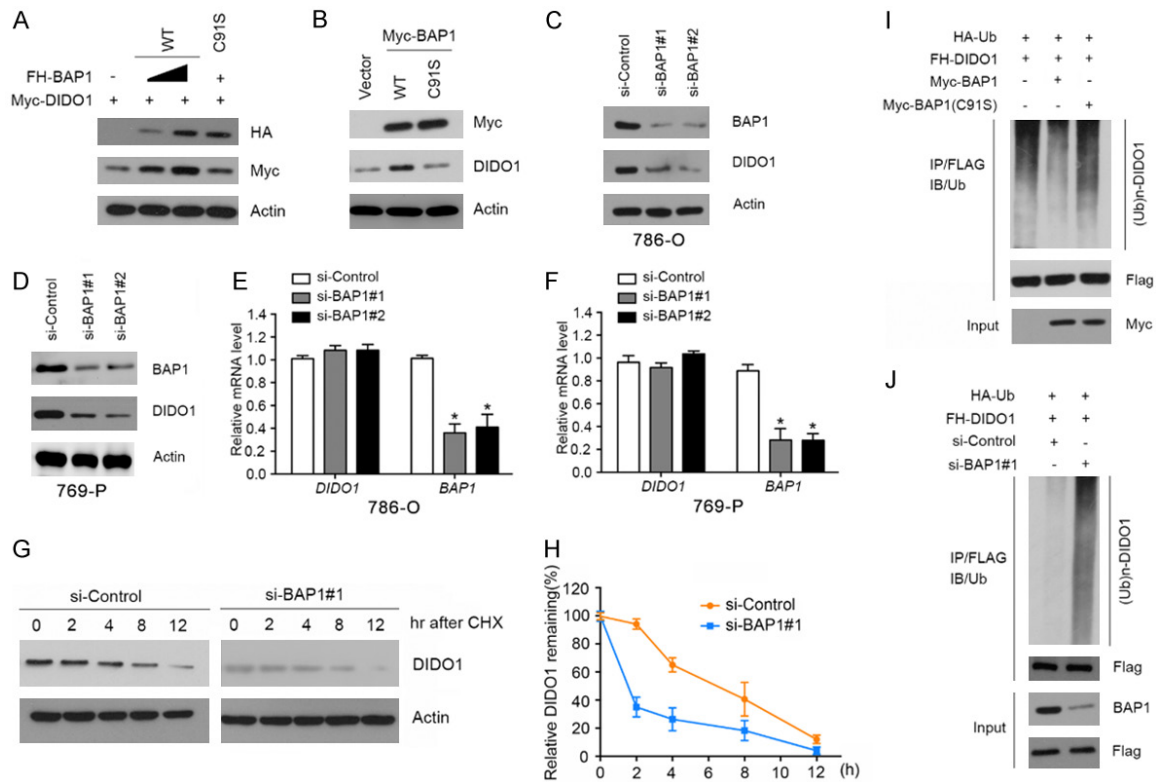 A
WT
C91S
FH-BAP1
-
+
Myc-DIDO1
+ + + +
HA
Myc
Actin
B
Myc-BAP1
Vector
WT
C91S
Myc
DIDO1
Actin
C
si-Control
si-BAP1#1
si-BAP1#2
BAP1
DIDO1
Actin
786-O
D
si-Control
si-BAP1#1
si-BAP1#2
BAP1
DIDO1
Actin
769-P
E
si-Control
si-BAP1#1
si-BAP1#2
Relative mRNA level
1.4
1.2
1.0
0.8
0.6
0.4
0.2
0.0
* *
DIDO1 BAP1
786-O
F
si-Control
si-BAP1#1
si-BAP1#2
Relative mRNA level
1.4
1.2
1.0
0.8
0.6
0.4
0.2
0.0
* *
DIDO1 BAP1
769-P
G
si-Control si-BAP1#1
0 2 4 8 12 0 2 4 8 12 hr after CHX
DIDO1
Actin
H
Relative DIDO1 remaining(%)
120
100
80
60
40
20
0
si-Control
si-BAP1#1
0 2 4 6 8 10 12 (h)
I
HA-Ub + + +
FH-DIDO1 + + +
Myc-BAP1 - + -
Myc-BAP1(C91S) - - +
IP/FLAG
IB/Ub
(Ub)n-DIDO1
Flag
Input
Myc
J
HA-Ub + +
FH-DIDO1 + +
si-Control + -
si-BAP1#1 - +
IP/FLAG
IB/Ub
(Ub)n-DIDO1
Flag
Input
BAP1
Flag